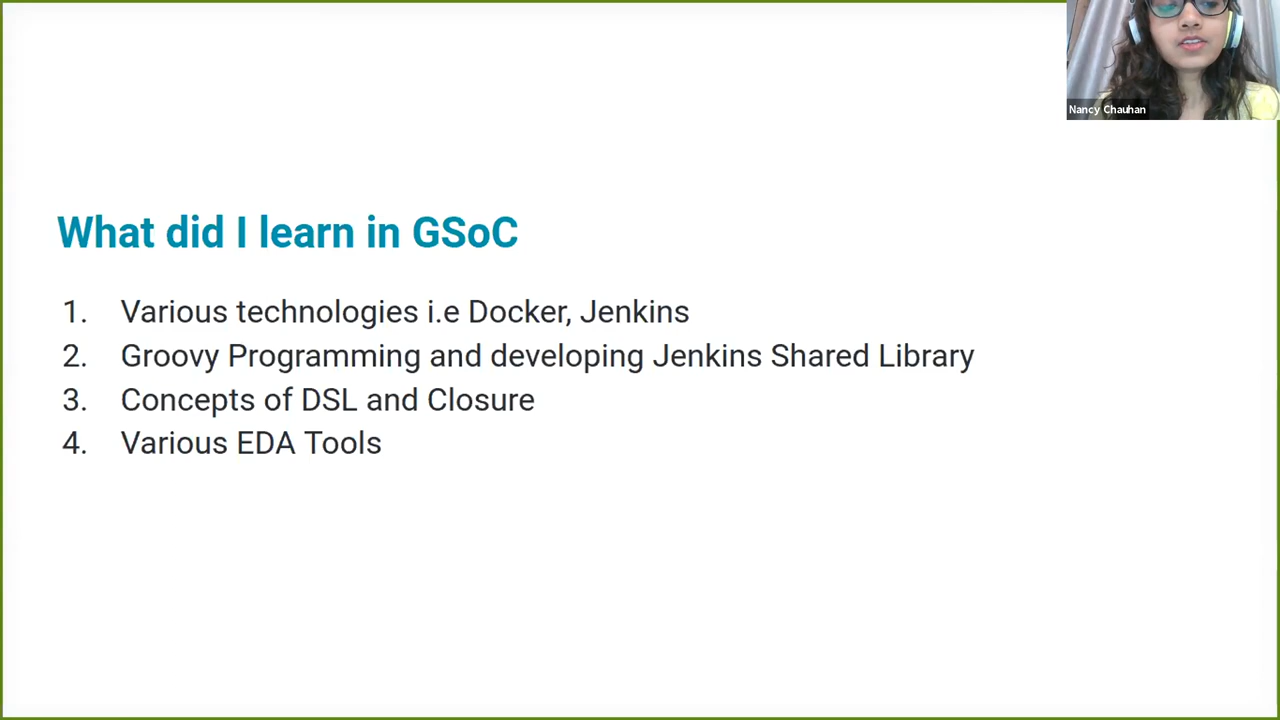 Nancy Chauhan
What did I learn in GSoC
1. Various technologies i.e Docker, Jenkins
2. Groovy Programming and developing Jenkins Shared Library
3. Concepts of DSL and Closure
4. Various EDA Tools